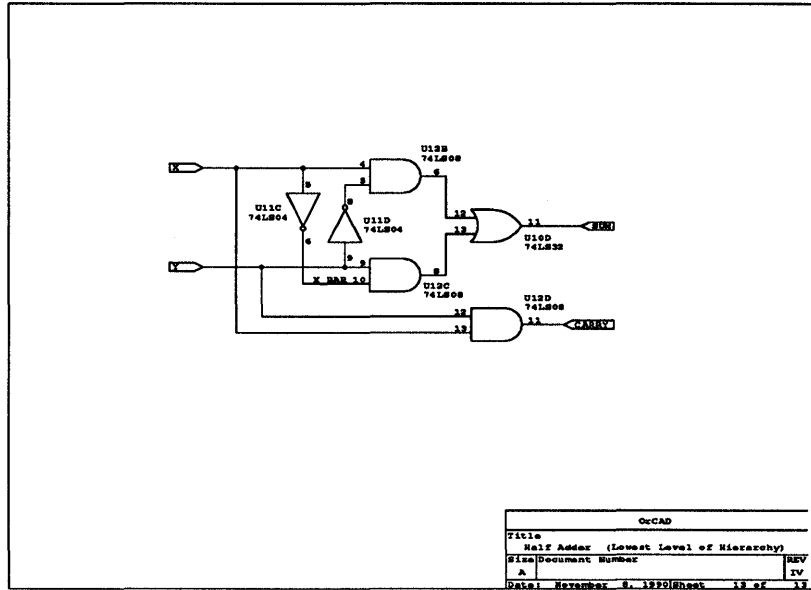 X
4
U12B
74LS08
6
5
5
8
U11C
74LS04
U11D
74LS04
12
13
11
SUM
U10D
74LS32
6
9
Y
9
X_BAR 10
8
U12C
74LS08
U12D
74LS08
12
13
11
CARRY
OrCAD
Title
Half Adder (Lowest Level of Hierarchy)
Size Document Number REV
A IV
Date: November 8, 1990 Sheet 13 of 13